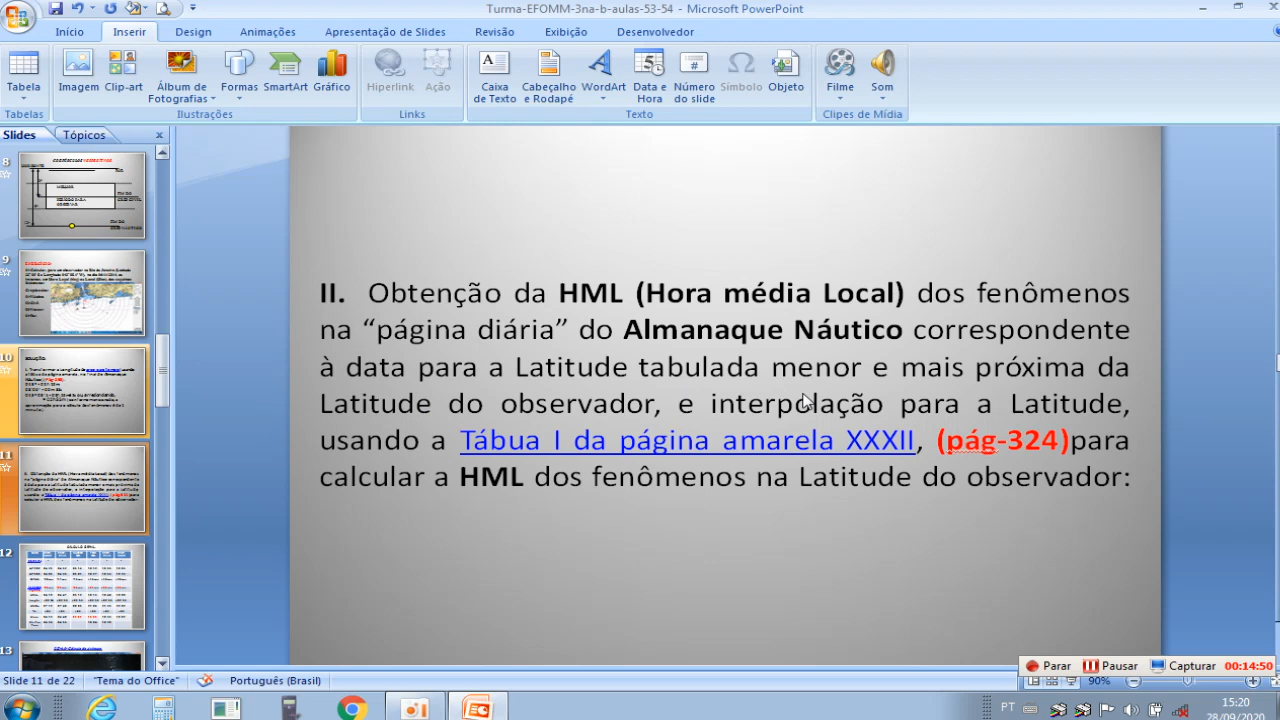 Turma-EFOMM-3na-b-aulas-53-54 - Microsoft PowerPoint
Início Inserir Design Animações Apresentação de Slides Revisão Exibição Desenvolvedor
Tabela Imagem Clip-art Álbum de Fotografias Formas SmartArt Gráfico Hiperlink Ação Caixa de Texto Cabeçalho e Rodapé WordArt Data e Hora Número do slide Símbolo Objeto Filme Som
Tabelas Ilustrações Links Texto Clipes de Mídia
Slides Tópicos
8
9
10
11
12
13
II. Obtenção da HML (Hora média Local) dos fenômenos
na “página diária” do Almanaque Náutico correspondente
à data para a Latitude tabulada menor e mais próxima da
Latitude do observador, e interpolação para a Latitude,
usando a Tábua I da página amarela XXXII, (pág-324)para
calcular a HML dos fenômenos na Latitude do observador:
Parar Pausar Capturar 00:14:50
Slide 11 de 22 "Tema do Office" Português (Brasil) 90%
PT 15:20
28/09/2020